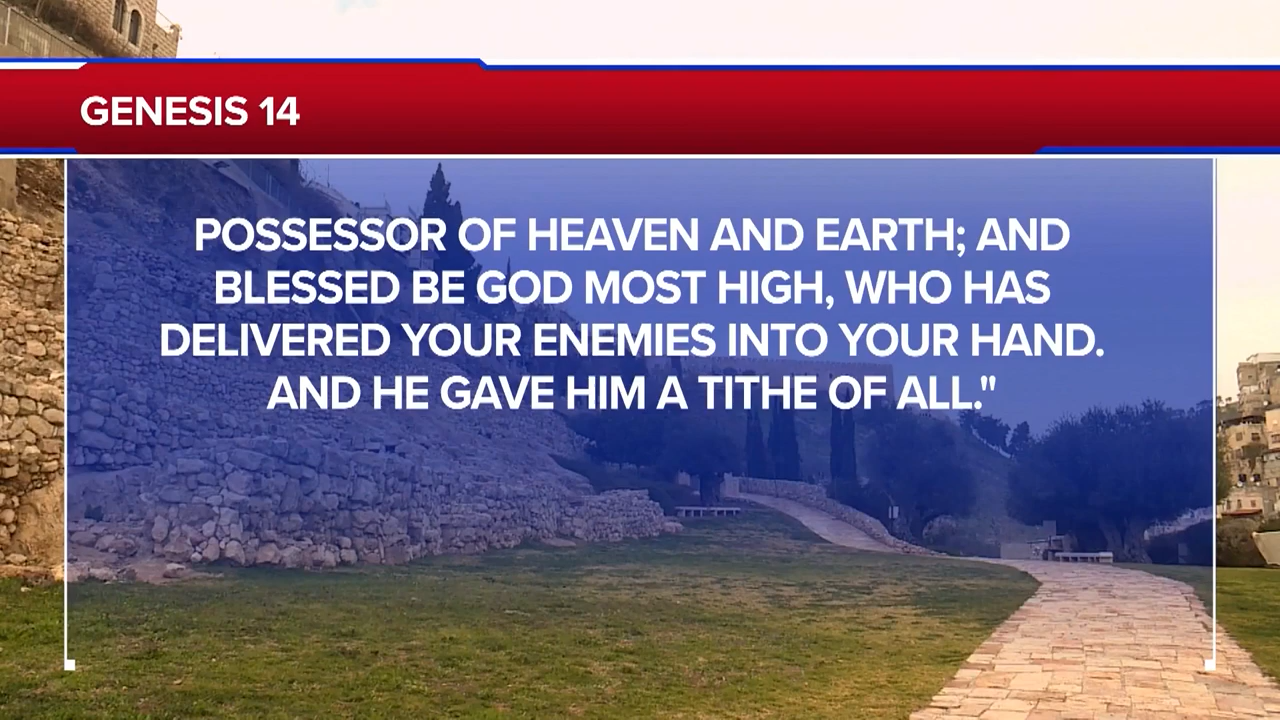 GENESIS 14
POSSESSOR OF HEAVEN AND EARTH; AND
BLESSED BE GOD MOST HIGH, WHO HAS
DELIVERED YOUR ENEMIES INTO YOUR HAND.
AND HE GAVE HIM A TITHE OF ALL."